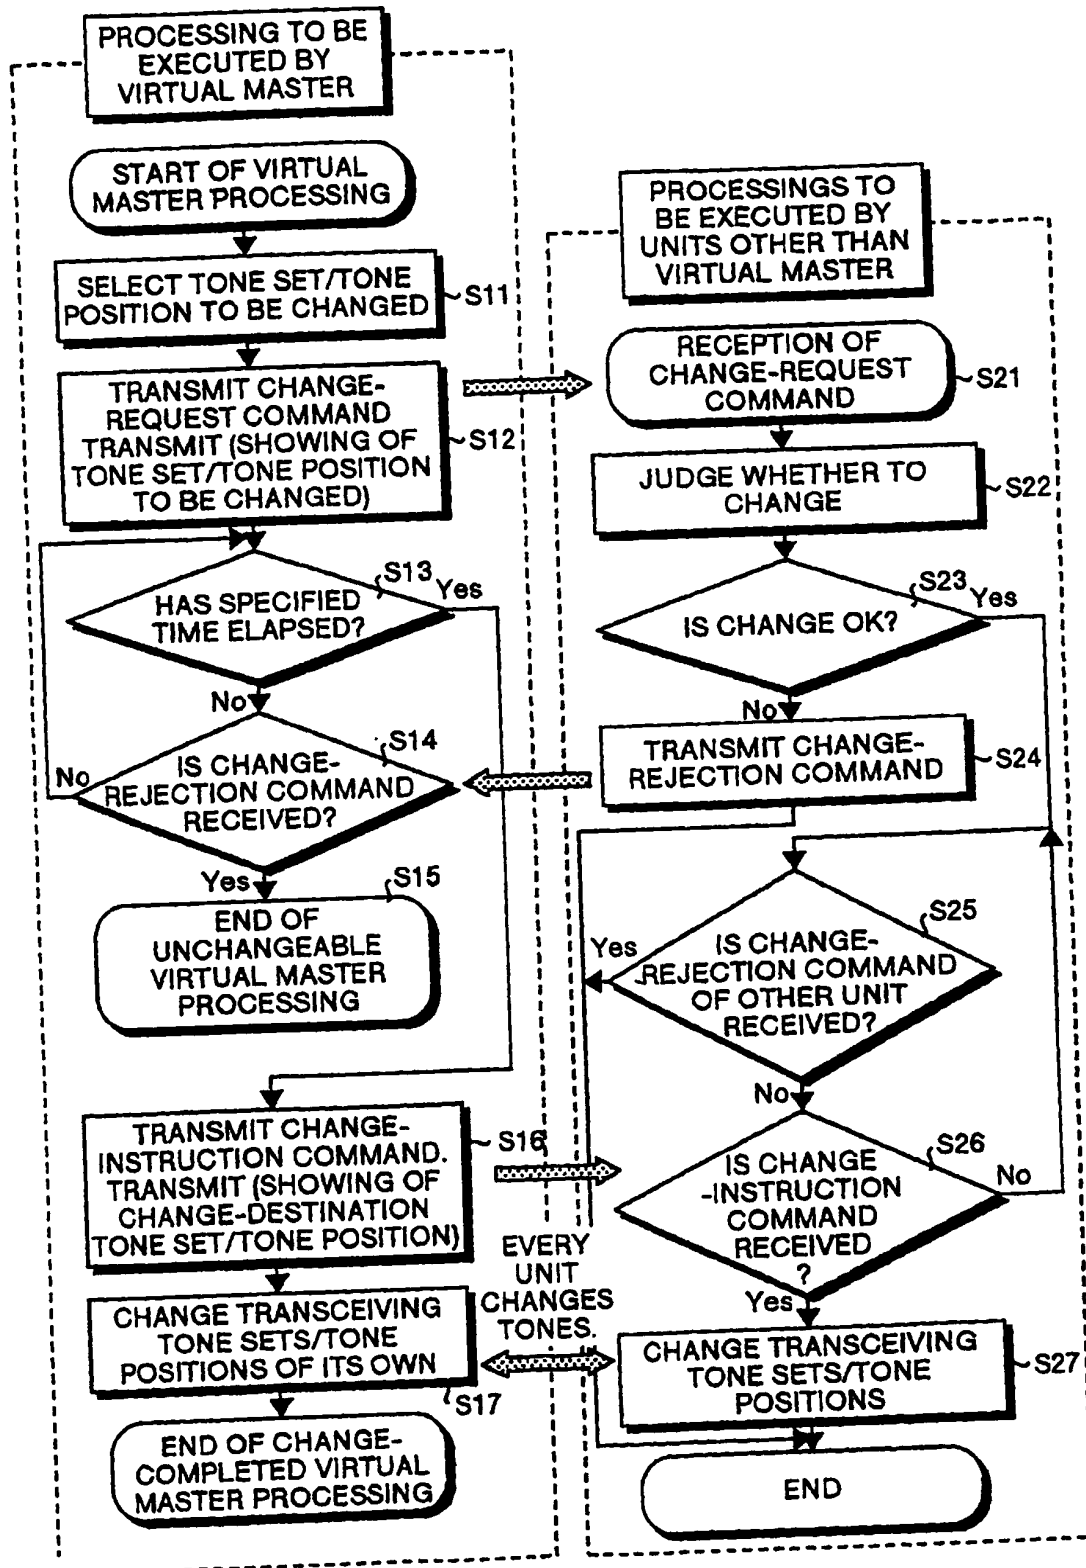 PROCESSING TO BE
EXECUTED BY
VIRTUAL MASTER
START OF VIRTUAL
MASTER PROCESSING
SELECT TONE SET/TONE
POSITION TO BE CHANGED
S11
TRANSMIT CHANGE-
REQUEST COMMAND
TRANSMIT (SHOWING OF
TONE SET/TONE POSITION
TO BE CHANGED)
S12
HAS SPECIFIED
TIME ELAPSED?
S13
Yes
No
IS CHANGE-
REJECTION COMMAND
RECEIVED?
S14
No
Yes
S15
END OF
UNCHANGEABLE
VIRTUAL MASTER
PROCESSING
TRANSMIT CHANGE-
INSTRUCTION COMMAND.
TRANSMIT (SHOWING OF
CHANGE-DESTINATION
TONE SET/TONE POSITION)
S16
CHANGE TRANSCEIVING
TONE SETS/TONE
POSITIONS OF ITS OWN
S17
END OF CHANGE-
COMPLETED VIRTUAL
MASTER PROCESSING
EVERY
UNIT
CHANGES
TONES.
PROCESSINGS TO
BE EXECUTED BY
UNITS OTHER THAN
VIRTUAL MASTER
RECEPTION OF
CHANGE-REQUEST
COMMAND
S21
JUDGE WHETHER TO
CHANGE
S22
IS CHANGE OK?
S23
Yes
No
TRANSMIT CHANGE-
REJECTION COMMAND
S24
IS CHANGE-
REJECTION COMMAND
OF OTHER UNIT
RECEIVED?
S25
Yes
No
IS CHANGE
-INSTRUCTION
COMMAND
RECEIVED
?
S26
No
Yes
CHANGE TRANSCEIVING
TONE SETS/TONE
POSITIONS
S27
END